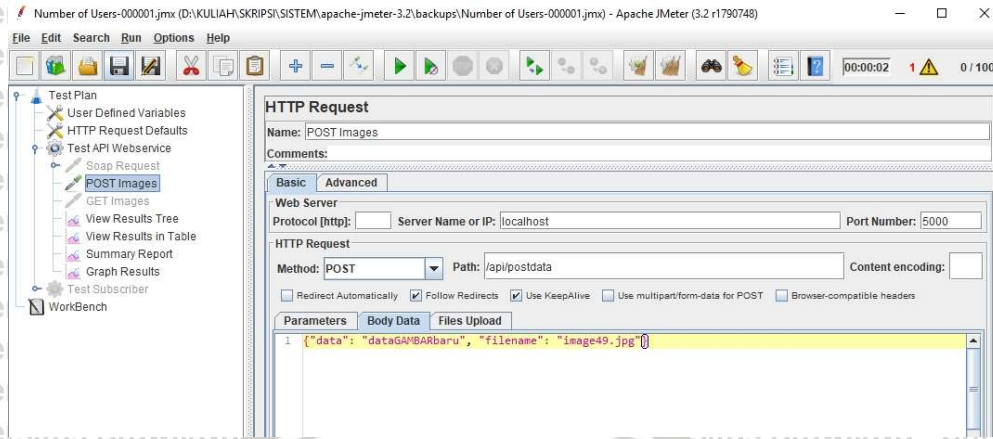 Number of Users-000001.jmx (D:\KULIAH\SKRIPSI\SISTEM\apache-jmeter-3.2\backups\Number of Users-000001.jmx) - Apache JMeter (3.2 r1790748)
File Edit Search Run Options Help
00:00:02 1 0 / 100
Test Plan
User Defined Variables
HTTP Request Defaults
Test API Webservice
Soap Request
POST Images
GET Images
View Results Tree
View Results in Table
Summary Report
Graph Results
Test Subscriber
WorkBench
HTTP Request
Name: POST Images
Comments:
Basic Advanced
Web Server
Protocol [http]: Server Name or IP: localhost Port Number: 5000
HTTP Request
Method: POST Path: /api/postdata Content encoding:
Redirect Automatically Follow Redirects Use KeepAlive Use multipart/form-data for POST Browser-compatible headers
Parameters Body Data Files Upload
1 {"data": "dataGAMBARbaru", "filename": "image49.jpg"}